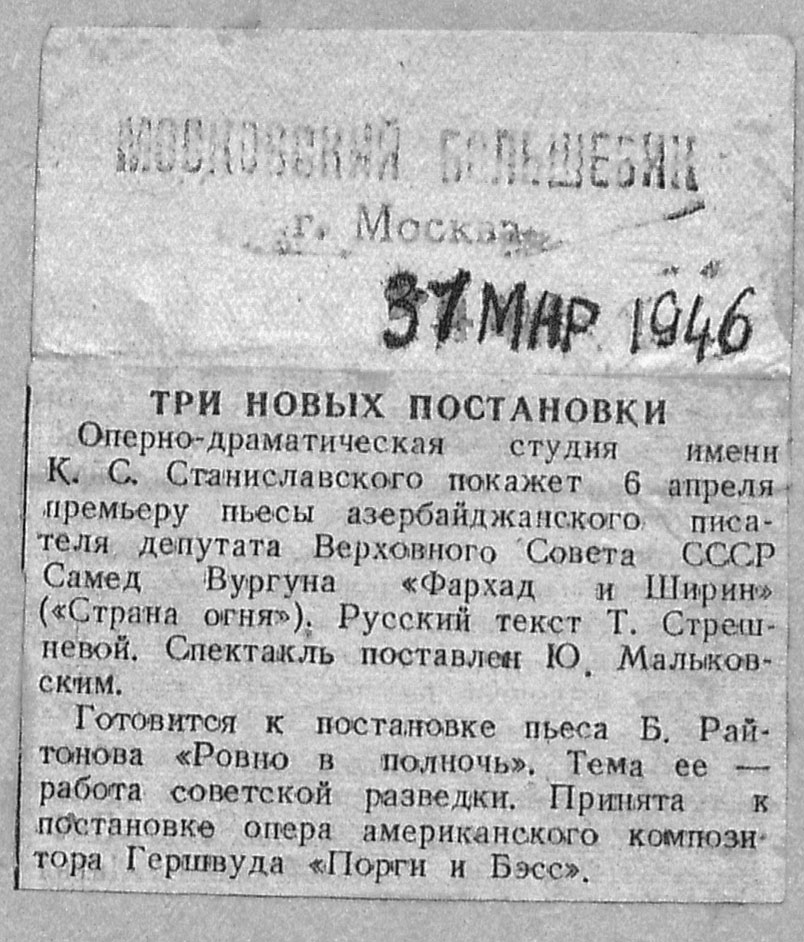 МОСКОВСКИЙ БОЛЬШЕВИК
г. Москва
31 МАР 1946
ТРИ НОВЫХ ПОСТАНОВКИ
Оперно-драматическая студия имени
К. С. Станиславского покажет 6 апреля
премьеру пьесы азербайджанского писа-
теля депутата Верховного Совета СССР
Самед Вургуна «Фархад и Ширин»
(«Страна огня»). Русский текст Т. Стреш-
невой. Спектакль поставлен Ю. Мальков-
ским.
Готовится к постановке пьеса Б. Рай-
тонова «Ровно в полночь». Тема ее —
работа советской разведки. Принята к
постановке опера американского компози-
тора Гершвуда «Порги и Бэсс».